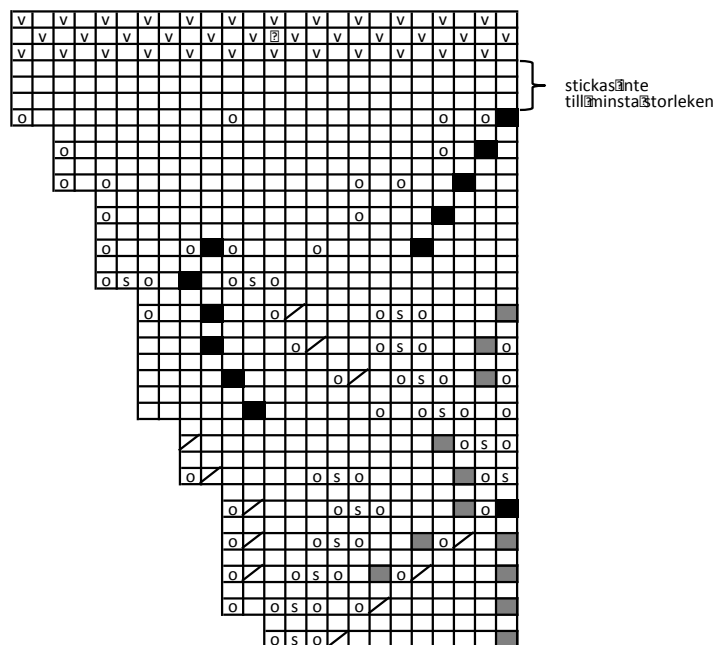 v v v v v v v v v v v v
v v v v v v v v v v v v
v v v v v v v v v v v v
stickas inte
till minsta storleken
o o o o
o o
o o o o
o o
o o o o
o s o o s o
o o o s o
o o s o o
o o s o o
o o s o o
o s o
o o s o o s
o o s o o
o o s o o
o o s o o
o o s o o
o s o